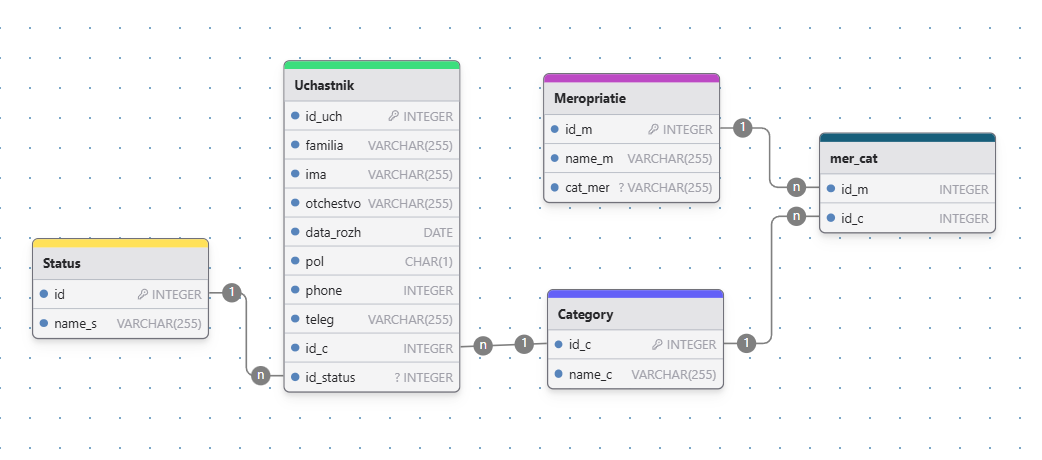 Uchastnik
id_uch INTEGER
familia VARCHAR(255)
ima VARCHAR(255)
otchestvo VARCHAR(255)
data_rozh DATE
pol CHAR(1)
phone INTEGER
teleg VARCHAR(255)
id_c INTEGER
id_status ? INTEGER
Meropriatie
id_m INTEGER
name_m VARCHAR(255)
cat_mer ? VARCHAR(255)
mer_cat
id_m INTEGER
id_c INTEGER
Status
id INTEGER
name_s VARCHAR(255)
Category
id_c INTEGER
name_c VARCHAR(255)
1
n
n
1
n
n
1
1